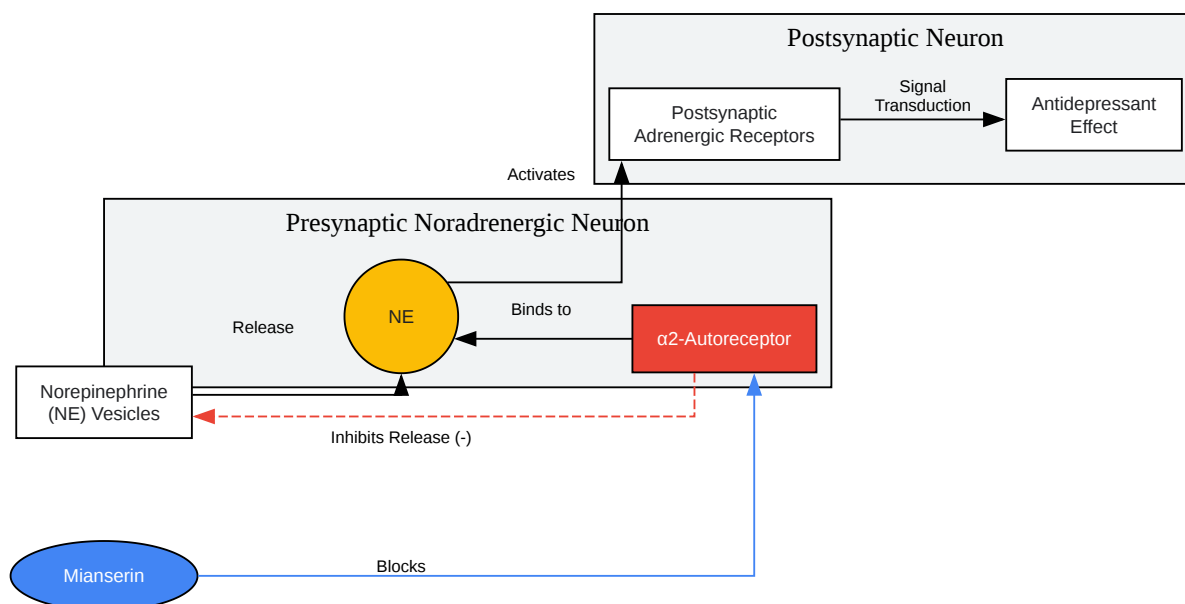 Postsynaptic Neuron
Postsynaptic
Adrenergic Receptors
Signal
Transduction
Antidepressant
Effect
Activates
Presynaptic Noradrenergic Neuron
NE
Release
Binds to
α2-Autoreceptor
Norepinephrine
(NE) Vesicles
Inhibits Release (-)
Mianserin
Blocks